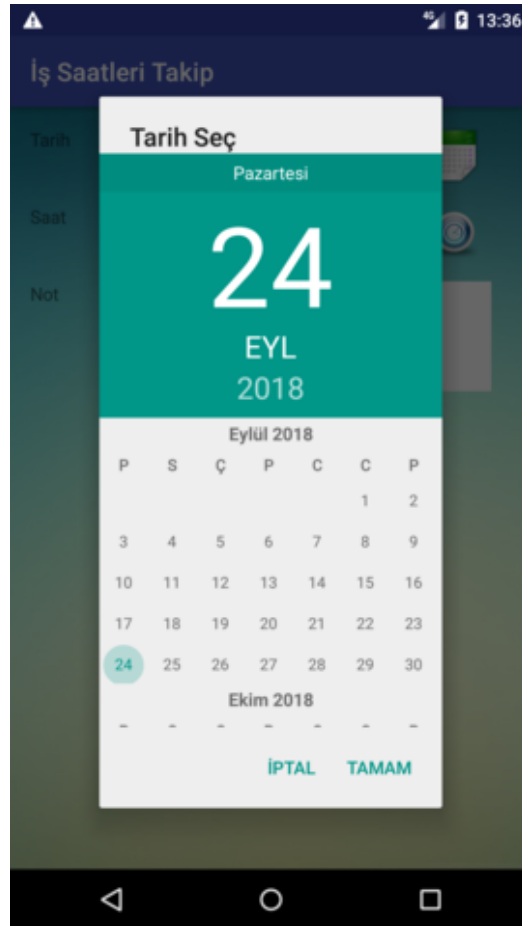 4G 13:36
İş Saatleri Takip
Tarih
Tarih Seç
Pazartesi
Saat
24
Not
EYL
2018
Eylül 2018
P S Ç P C C P
1 2
3 4 5 6 7 8 9
10 11 12 13 14 15 16
17 18 19 20 21 22 23
24 25 26 27 28 29 30
Ekim 2018
İPTAL TAMAM